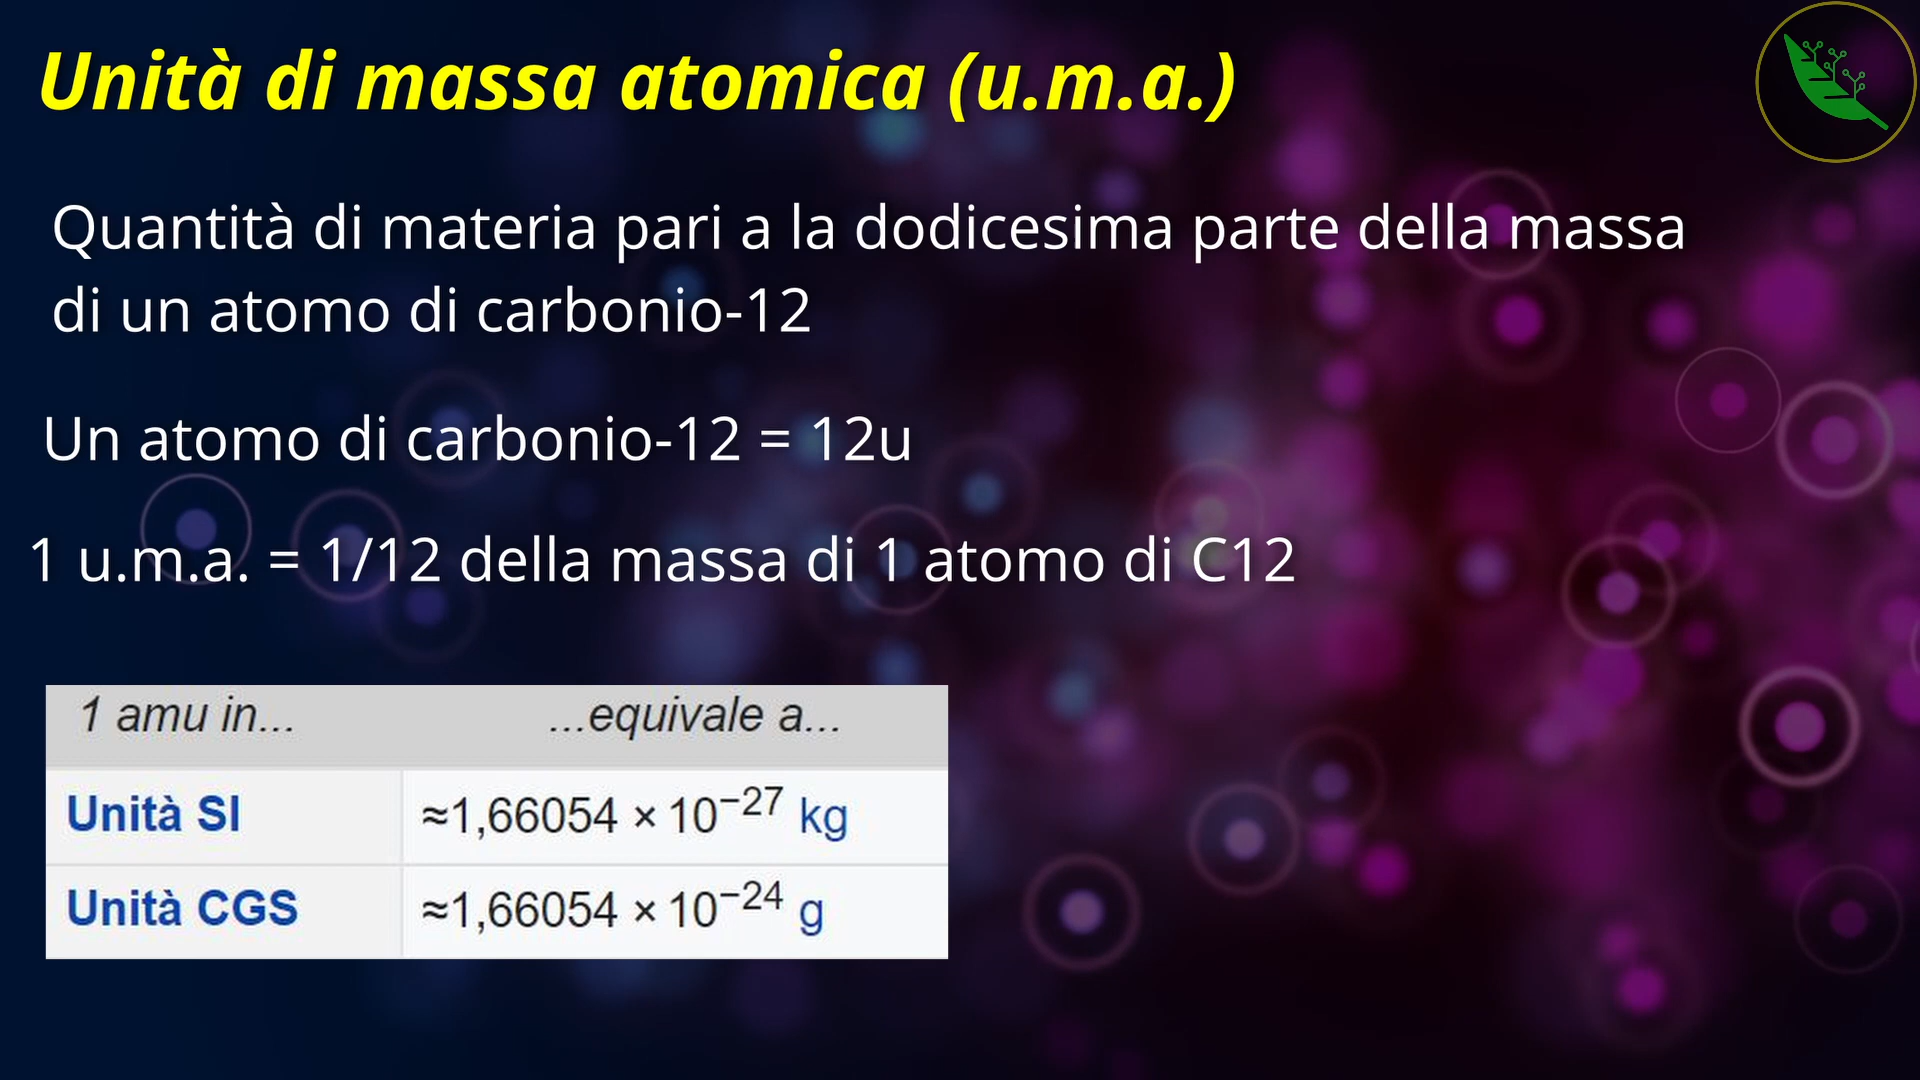 Unità di massa atomica (u.m.a.)
Quantità di materia pari a la dodicesima parte della massa
di un atomo di carbonio-12
Un atomo di carbonio-12 = 12u
1 u.m.a. = 1/12 della massa di 1 atomo di C12
1 amu in... ...equivale a...
Unità SI ≈1,66054 × 10⁻²⁷ kg
Unità CGS ≈1,66054 × 10⁻²⁴ g